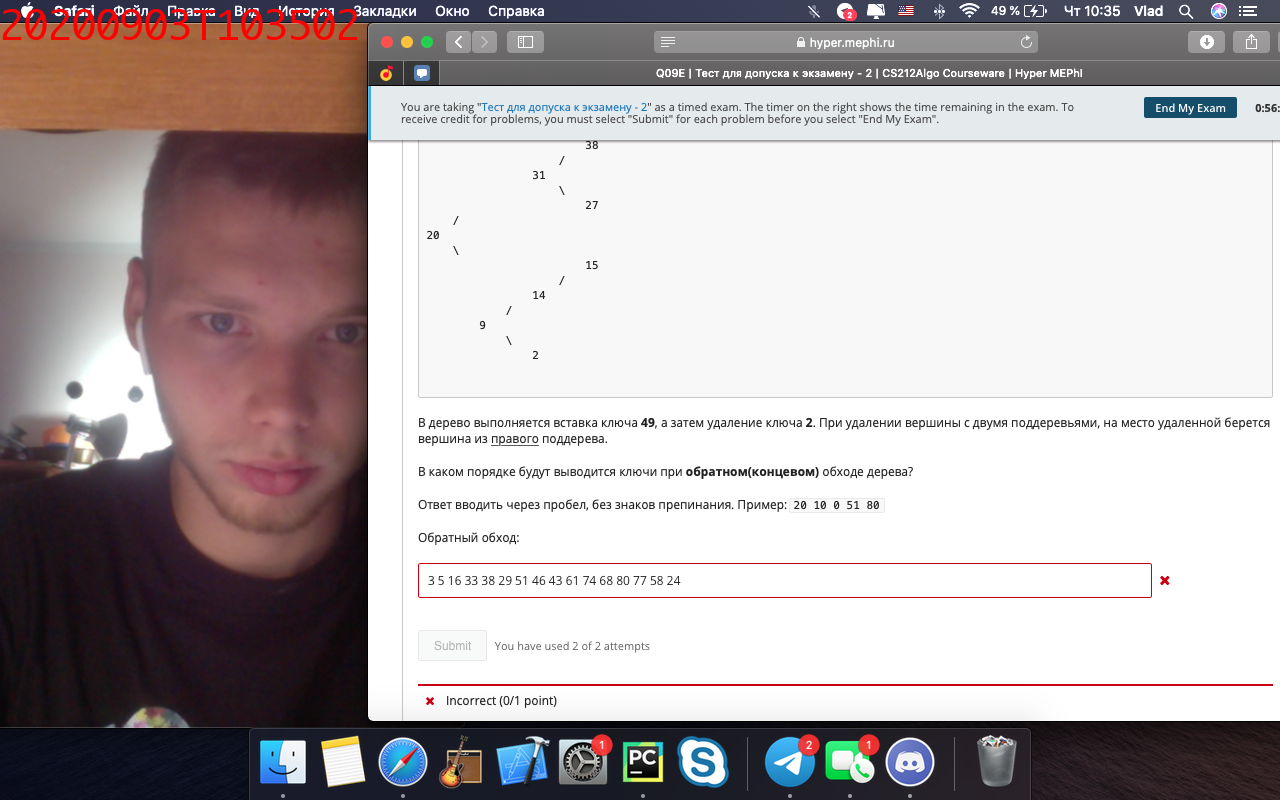 20200903T103502
Safari Файл Правка Вид История Закладки Окно Справка
2
49 %
Чт 10:35 Vlad
hyper.mephi.ru
Q09E | Тест для допуска к экзамену - 2 | CS212Algo Courseware | Hyper MEPhI
You are taking "Тест для допуска к экзамену - 2" as a timed exam. The timer on the right shows the time remaining in the exam. To
receive credit for problems, you must select "Submit" for each problem before you select "End My Exam".
End My Exam
0:56:
38
/
31
\
27
/
20
\
15
/
14
/
9
\
2
В дерево выполняется вставка ключа 49, а затем удаление ключа 2. При удалении вершины с двумя поддеревьями, на место удаленной берется
вершина из правого поддерева.
В каком порядке будут выводится ключи при обратном(концевом) обходе дерева?
Ответ вводить через пробел, без знаков препинания. Пример: 20 10 0 51 80
Обратный обход:
3 5 16 33 38 29 51 46 43 61 74 68 80 77 58 24
Submit
You have used 2 of 2 attempts
Incorrect (0/1 point)
1
PC
2
1